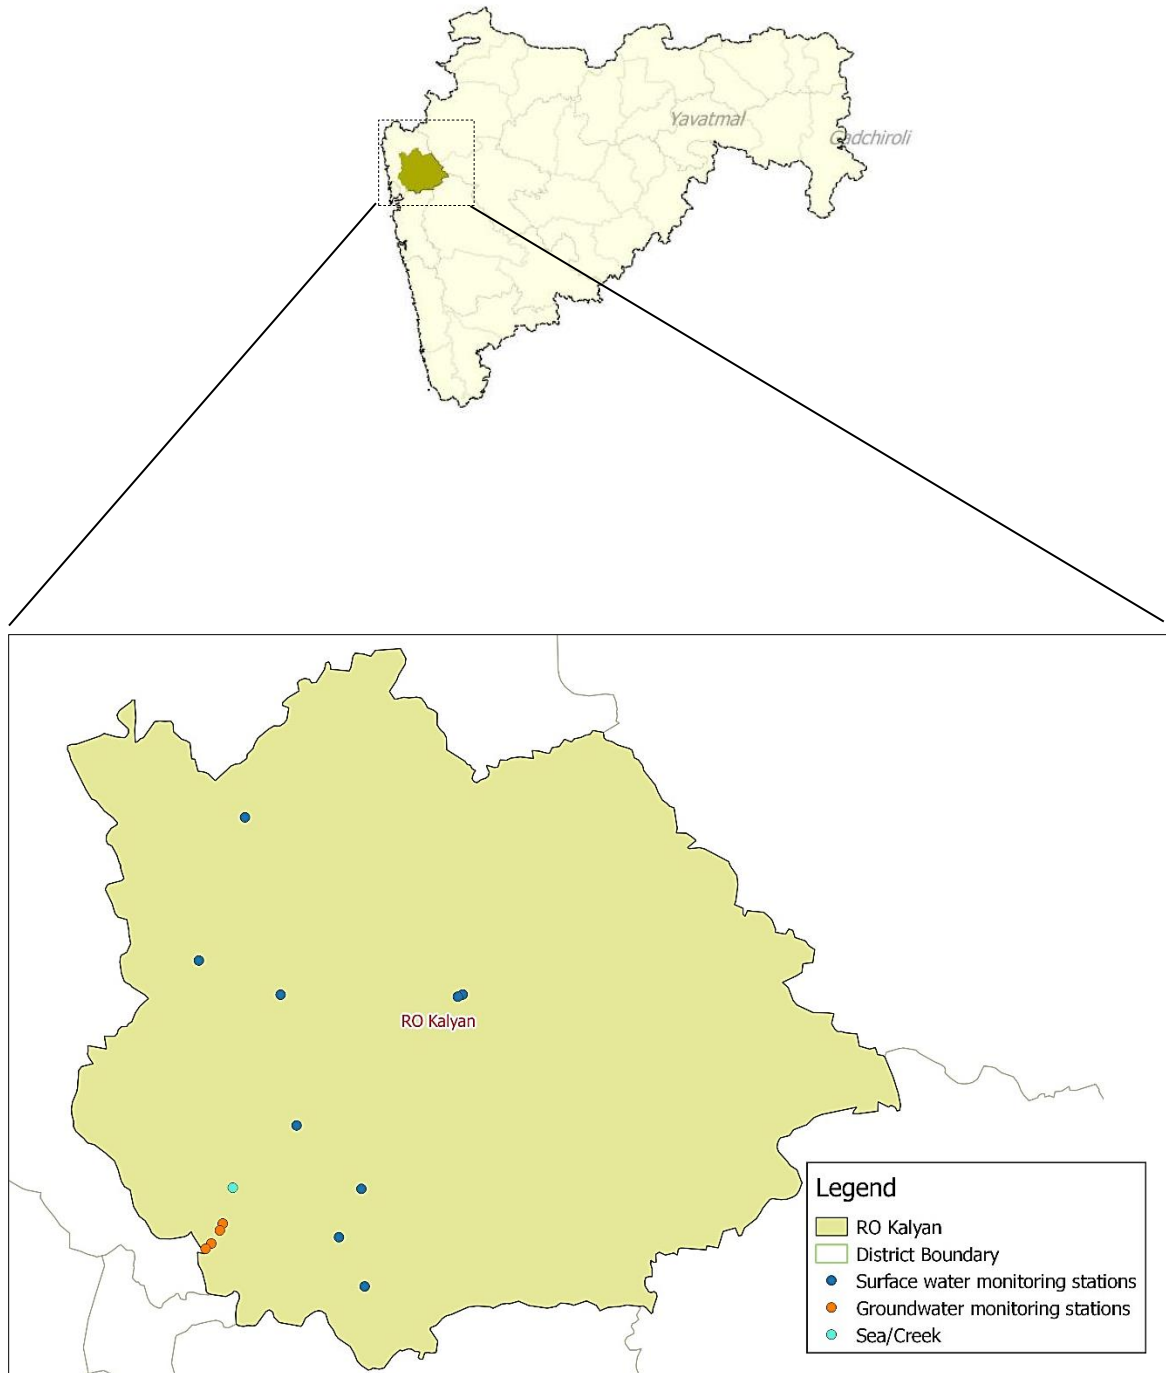 Yavatmal
Gadchiroli
RO Kalyan
Legend
RO Kalyan
District Boundary
Surface water monitoring stations
Groundwater monitoring stations
Sea/Creek